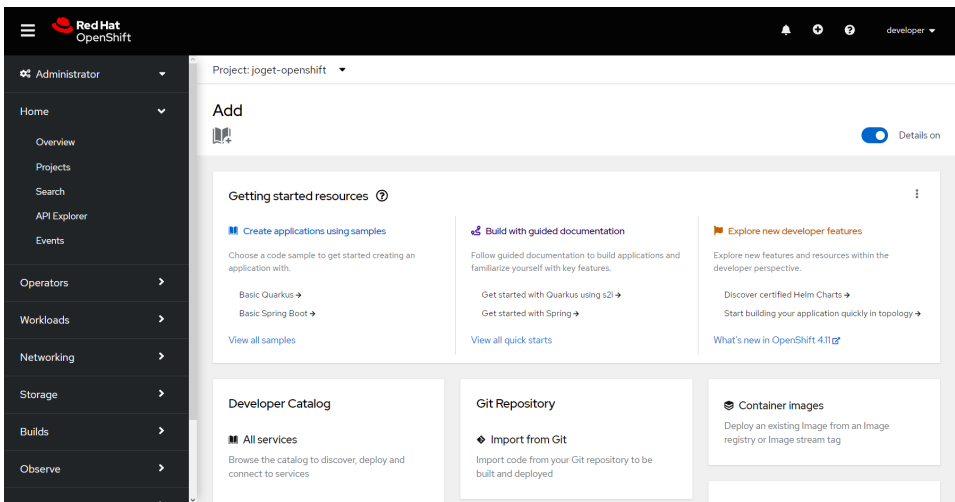 Red Hat
OpenShift
developer
Administrator
Home
Overview
Projects
Search
API Explorer
Events
Operators
Workloads
Networking
Storage
Builds
Observe
Project: joget-openshift
Add
Details on
Getting started resources
Create applications using samples
Choose a code sample to get started creating an
application with.
Basic Quarkus
Basic Spring Boot
View all samples
Build with guided documentation
Follow guided documentation to build applications and
familiarize yourself with key features.
Get started with Quarkus using s2i
Get started with Spring
View all quick starts
Explore new developer features
Explore new features and resources within the
developer perspective.
Discover certified Helm Charts
Start building your application quickly in topology
What's new in OpenShift 4.11
Developer Catalog
All services
Browse the catalog to discover, deploy and
connect to services
Git Repository
Import from Git
Import code from your Git repository to be
built and deployed
Container images
Deploy an existing Image from an Image
registry or Image stream tag